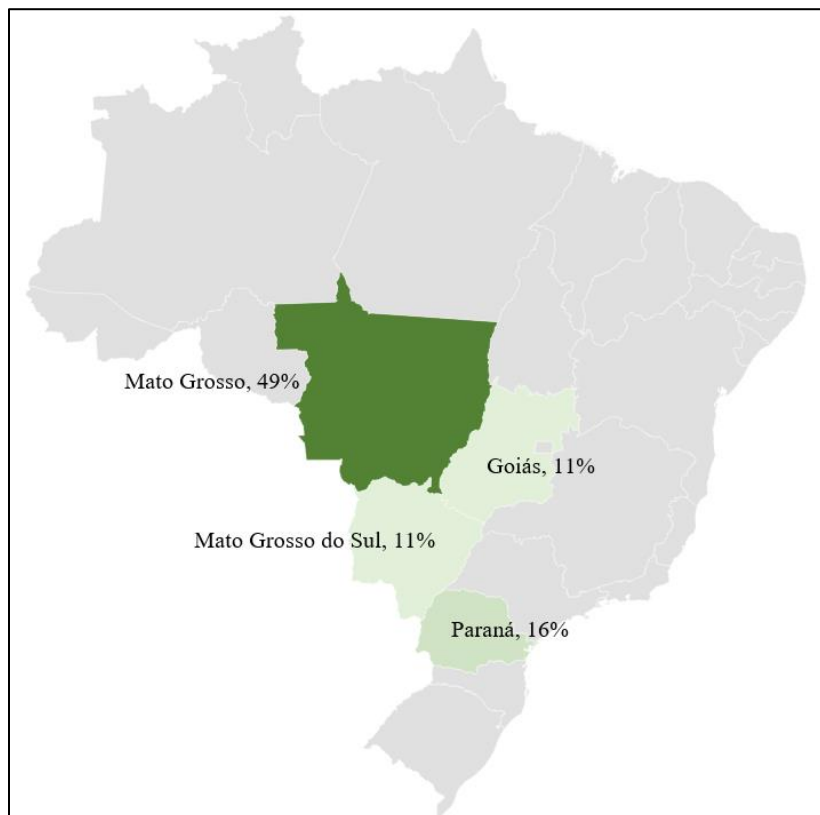 Mato Grosso, 49%
Goiás, 11%
Mato Grosso do Sul, 11%
Paraná, 16%